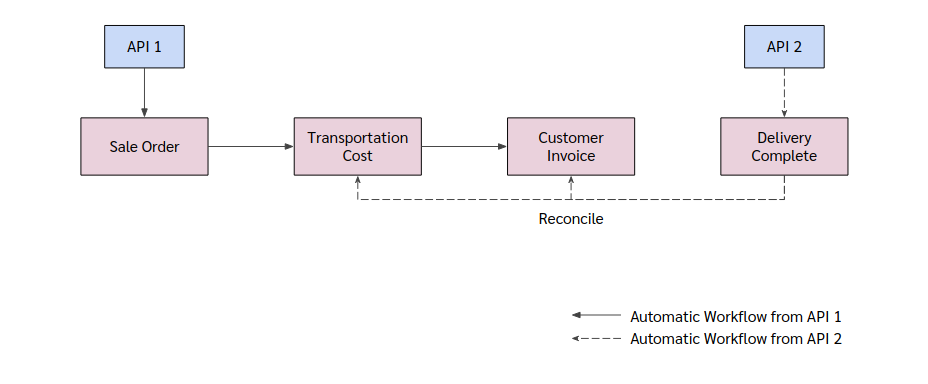 API 1
API 2
Sale Order
Transportation
Cost
Customer
Invoice
Delivery
Complete
Reconcile
Automatic Workflow from API 1
Automatic Workflow from API 2